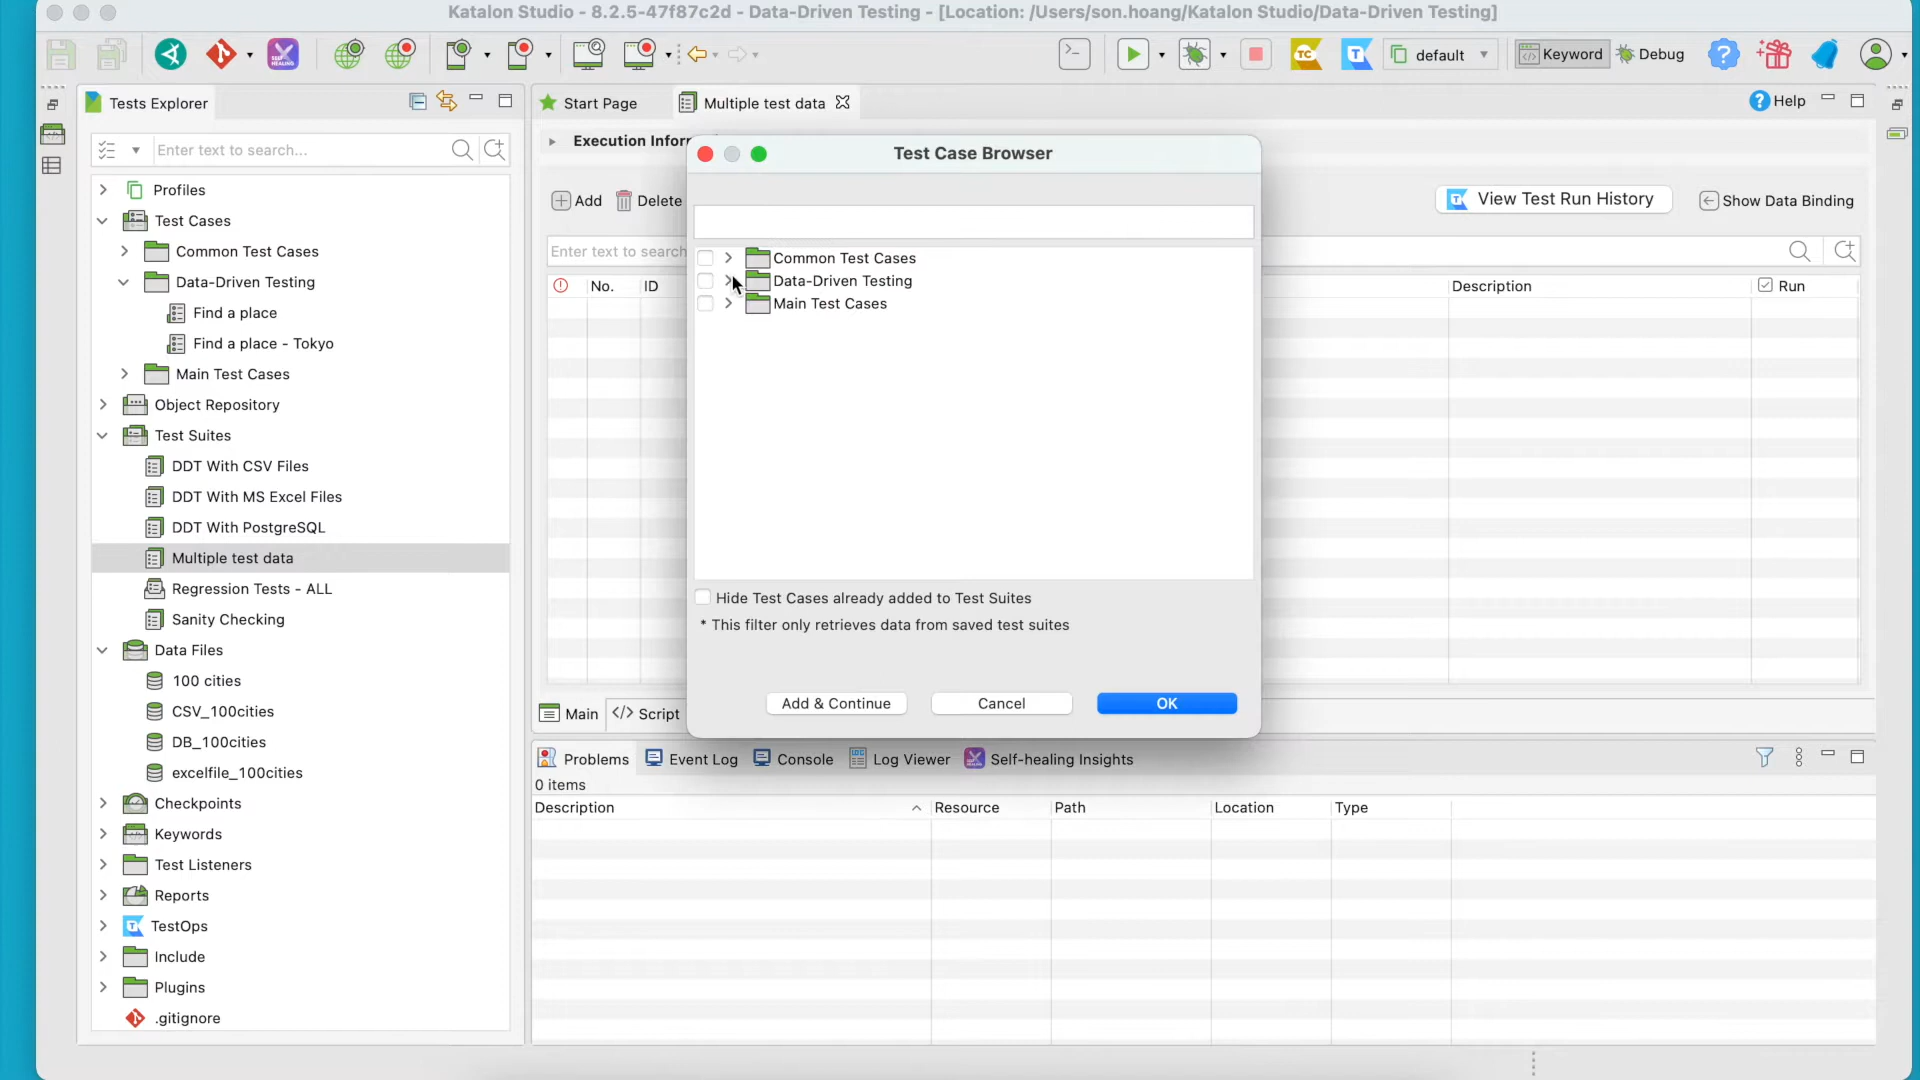 Katalon Studio - 8.2.5-47f87c2d - Data-Driven Testing - [Location: /Users/son.hoang/Katalon Studio/Data-Driven Testing]
default
Keyword
Debug
Tests Explorer
Start Page
Multiple test data
Help
Enter text to search...
Profiles
Test Cases
Common Test Cases
Data-Driven Testing
Find a place
Find a place - Tokyo
Main Test Cases
Object Repository
Test Suites
DDT With CSV Files
DDT With MS Excel Files
DDT With PostgreSQL
Multiple test data
Regression Tests - ALL
Sanity Checking
Data Files
100 cities
CSV_100cities
DB_100cities
excelfile_100cities
Checkpoints
Keywords
Test Listeners
Reports
TestOps
Include
Plugins
.gitignore
Execution Infor
Add
Delete
View Test Run History
Show Data Binding
Enter text to search
No.
ID
Description
Run
Test Case Browser
Common Test Cases
Data-Driven Testing
Main Test Cases
Hide Test Cases already added to Test Suites
* This filter only retrieves data from saved test suites
Add & Continue
Cancel
OK
Main
Script
Problems
Event Log
Console
Log Viewer
Self-healing Insights
0 items
Description
Resource
Path
Location
Type